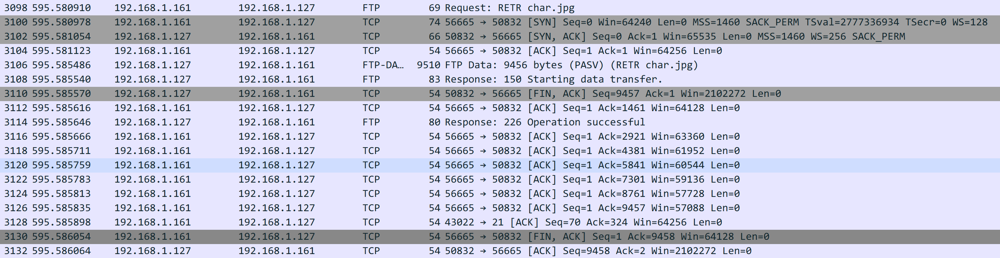 3098 595.580910 192.168.1.161 192.168.1.127 FTP 69 Request: RETR char.jpg
3100 595.580978 192.168.1.161 192.168.1.127 TCP 74 56665 → 50832 [SYN] Seq=0 Win=64240 Len=0 MSS=1460 SACK_PERM TSval=2777336934 TSecr=0 WS=128
3102 595.581054 192.168.1.127 192.168.1.161 TCP 66 50832 → 56665 [SYN, ACK] Seq=0 Ack=1 Win=65535 Len=0 MSS=1460 WS=256 SACK_PERM
3104 595.581123 192.168.1.161 192.168.1.127 TCP 54 56665 → 50832 [ACK] Seq=1 Ack=1 Win=64256 Len=0
3106 595.585486 192.168.1.127 192.168.1.161 FTP-DA… 9510 FTP Data: 9456 bytes (PASV) (RETR char.jpg)
3108 595.585540 192.168.1.127 192.168.1.161 FTP 83 Response: 150 Starting data transfer.
3110 595.585570 192.168.1.127 192.168.1.161 TCP 54 50832 → 56665 [FIN, ACK] Seq=9457 Ack=1 Win=2102272 Len=0
3112 595.585616 192.168.1.161 192.168.1.127 TCP 54 56665 → 50832 [ACK] Seq=1 Ack=1461 Win=64128 Len=0
3114 595.585646 192.168.1.127 192.168.1.161 FTP 80 Response: 226 Operation successful
3116 595.585666 192.168.1.161 192.168.1.127 TCP 54 56665 → 50832 [ACK] Seq=1 Ack=2921 Win=63360 Len=0
3118 595.585711 192.168.1.161 192.168.1.127 TCP 54 56665 → 50832 [ACK] Seq=1 Ack=4381 Win=61952 Len=0
3120 595.585759 192.168.1.161 192.168.1.127 TCP 54 56665 → 50832 [ACK] Seq=1 Ack=5841 Win=60544 Len=0
3122 595.585783 192.168.1.161 192.168.1.127 TCP 54 56665 → 50832 [ACK] Seq=1 Ack=7301 Win=59136 Len=0
3124 595.585813 192.168.1.161 192.168.1.127 TCP 54 56665 → 50832 [ACK] Seq=1 Ack=8761 Win=57728 Len=0
3126 595.585835 192.168.1.161 192.168.1.127 TCP 54 56665 → 50832 [ACK] Seq=1 Ack=9457 Win=57088 Len=0
3128 595.585898 192.168.1.161 192.168.1.127 TCP 54 43022 → 21 [ACK] Seq=70 Ack=324 Win=64256 Len=0
3130 595.586054 192.168.1.161 192.168.1.127 TCP 54 56665 → 50832 [FIN, ACK] Seq=1 Ack=9458 Win=64128 Len=0
3132 595.586064 192.168.1.127 192.168.1.161 TCP 54 50832 → 56665 [ACK] Seq=9458 Ack=2 Win=2102272 Len=0